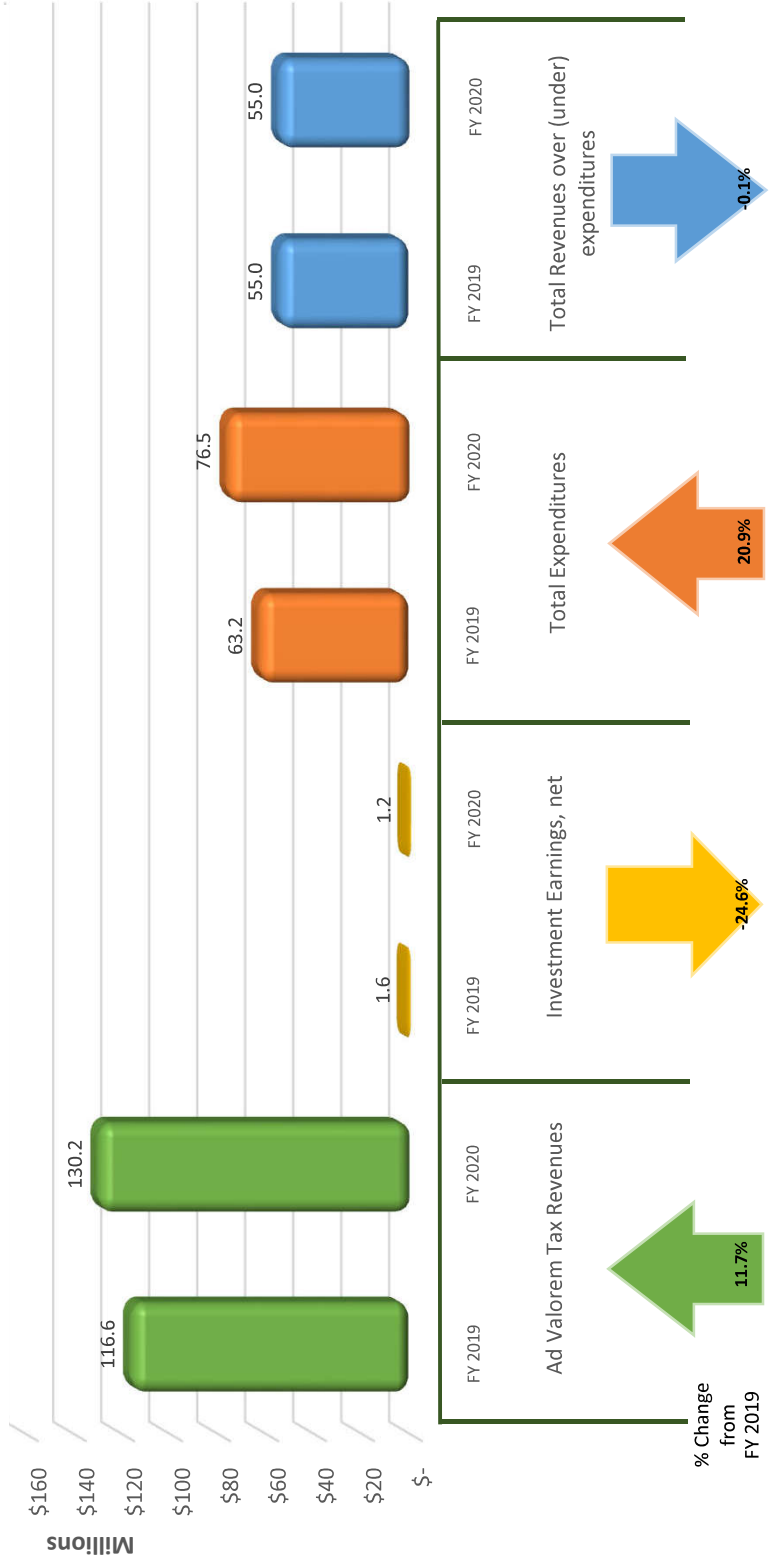 Millions
$160
$140
$120
$100
$80
$60
$40
$20
$-
116.6
130.2
1.6
1.2
63.2
76.5
55.0
55.0
FY 2019
FY 2020
FY 2019
FY 2020
FY 2019
FY 2020
FY 2019
FY 2020
Ad Valorem Tax Revenues
Investment Earnings, net
Total Expenditures
Total Revenues over (under)
expenditures
% Change
from
FY 2019
11.7%
-24.6%
20.9%
-0.1%